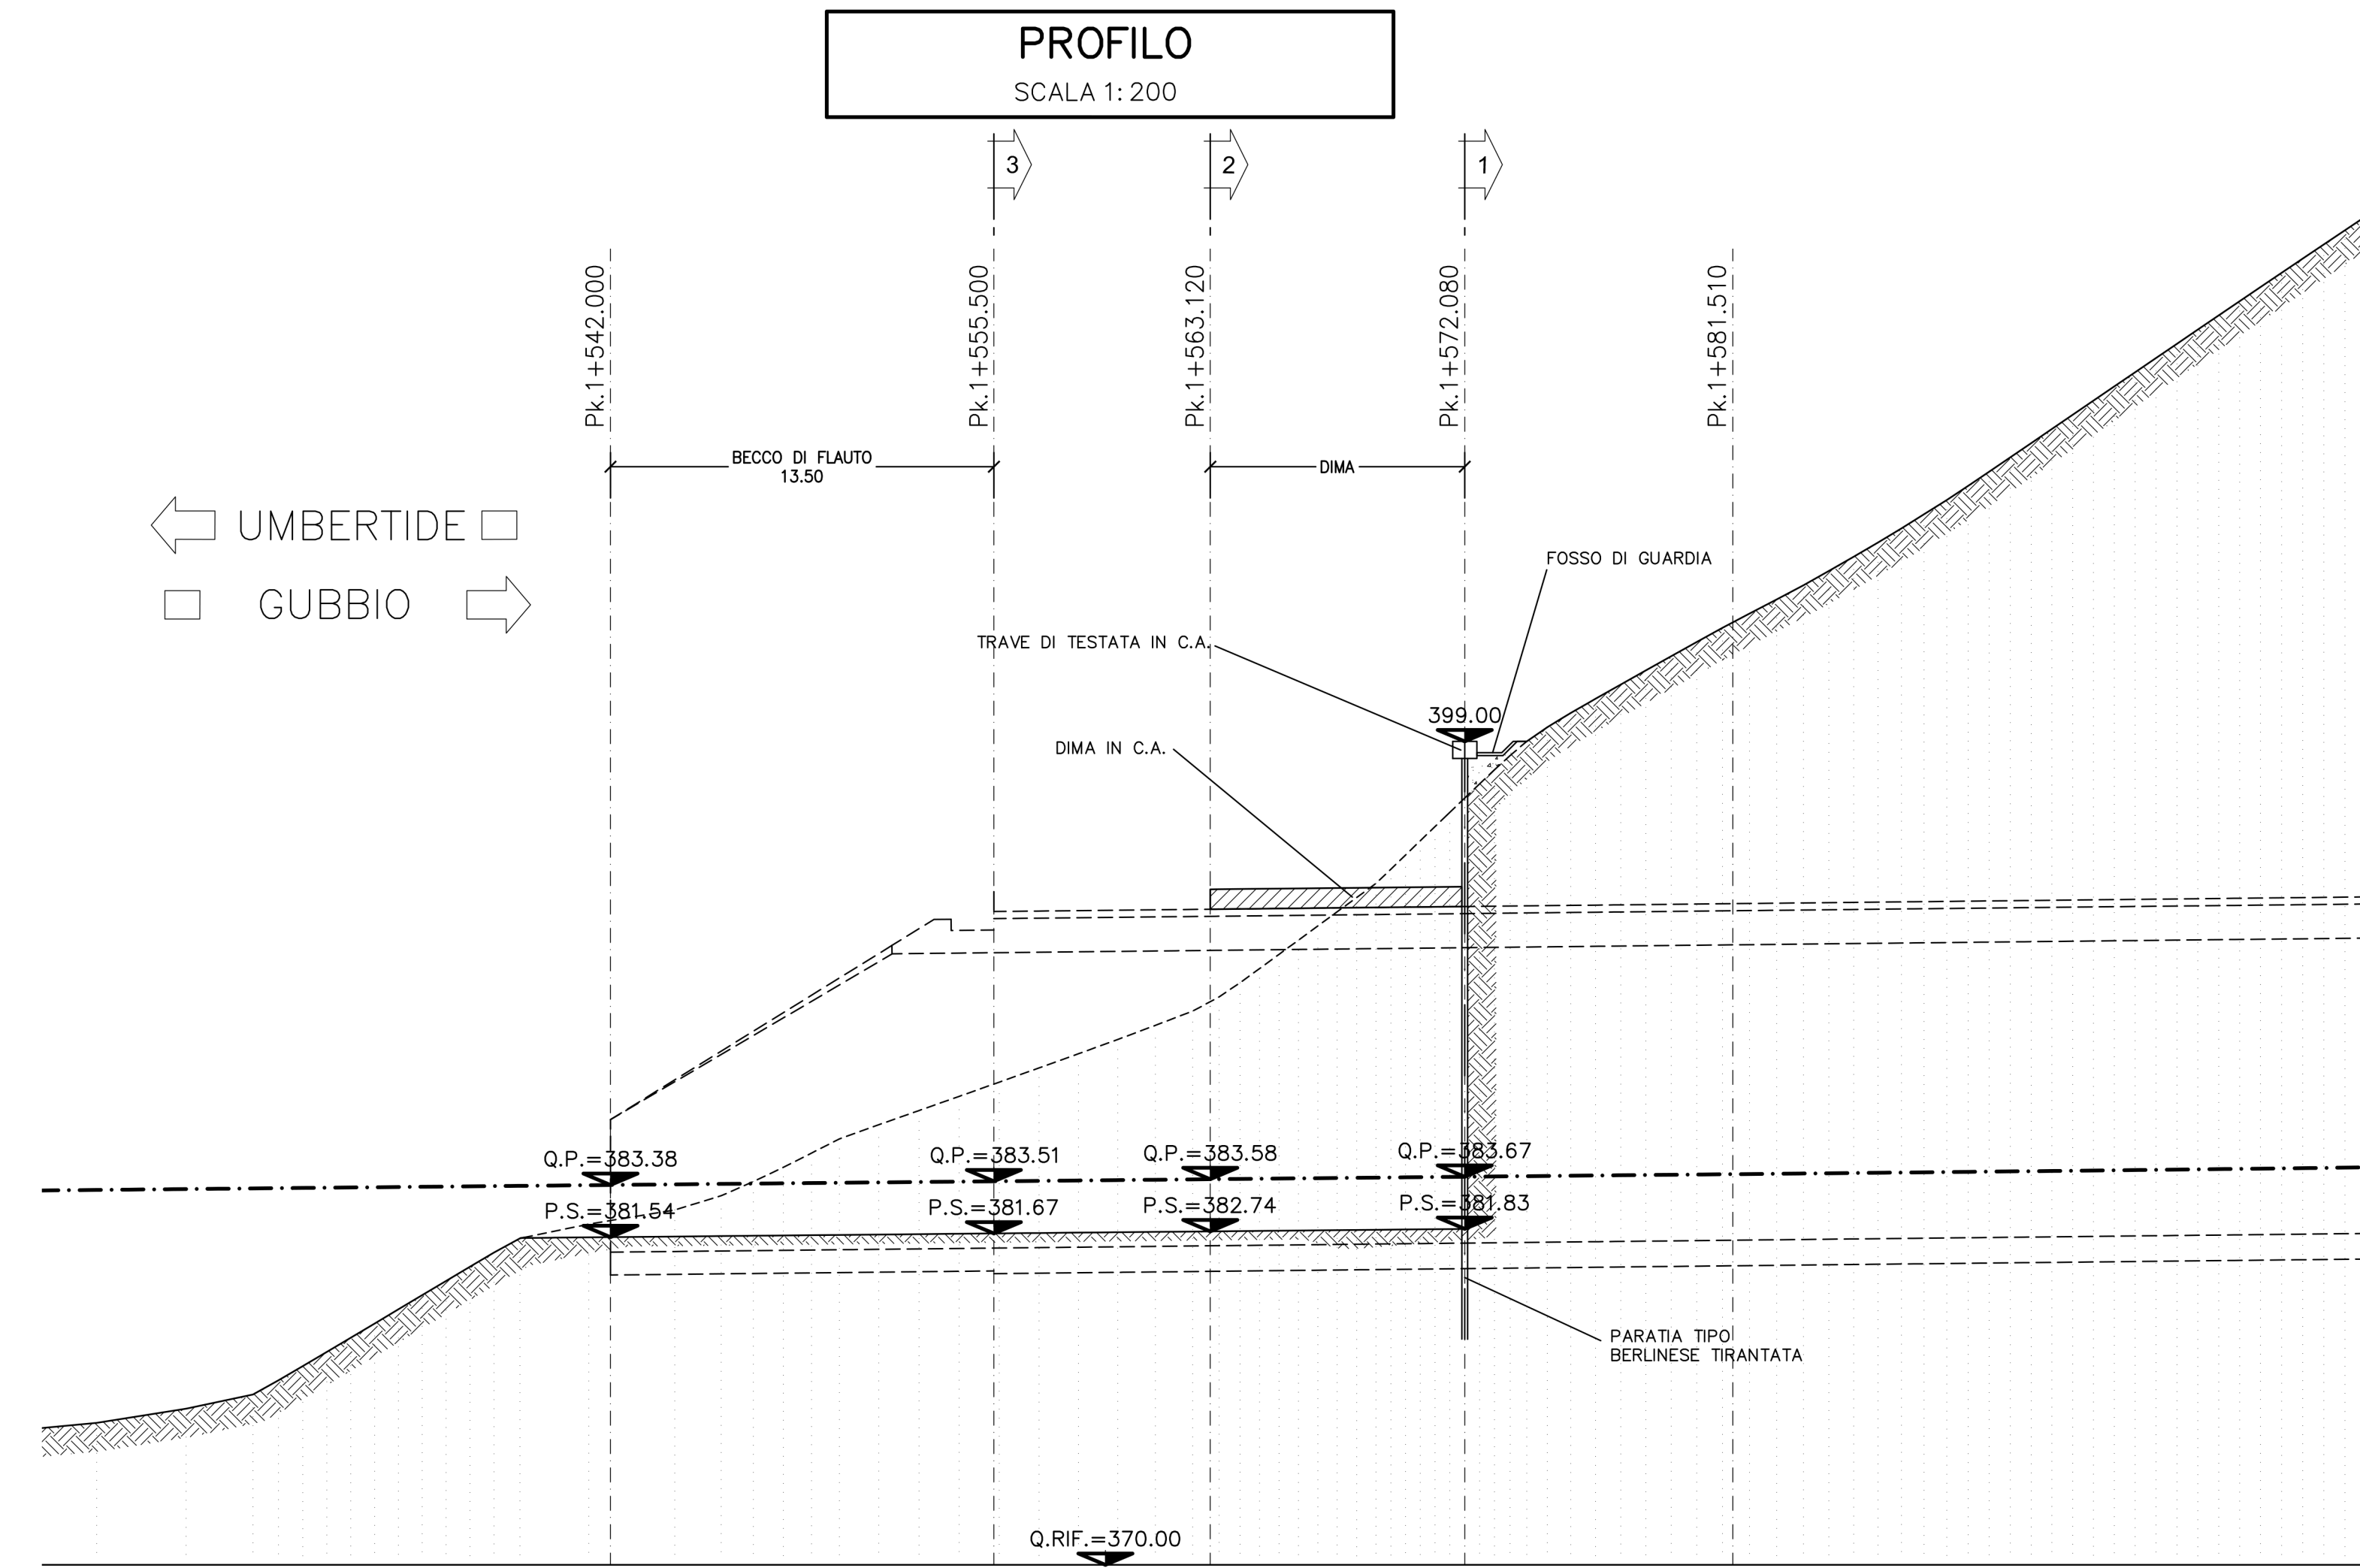 PROFILO
SCALA 1:200
3
2
1
Pk.1+542.000
Pk.1+555.500
Pk.1+563.120
Pk.1+572.080
Pk.1+581.510
BECCO DI FLAUTO
13.50
DIMA
UMBERTIDE
GUBBIO
FOSSO DI GUARDIA
TRAVE DI TESTATA IN C.A.
399.00
DIMA IN C.A.
Q.P.=383.38
Q.P.=383.51
Q.P.=383.58
Q.P.=383.67
P.S.=381.54
P.S.=381.67
P.S.=382.74
P.S.=381.83
PARATIA TIPO
BERLINESE TIRANTATA
Q.RIF.=370.00